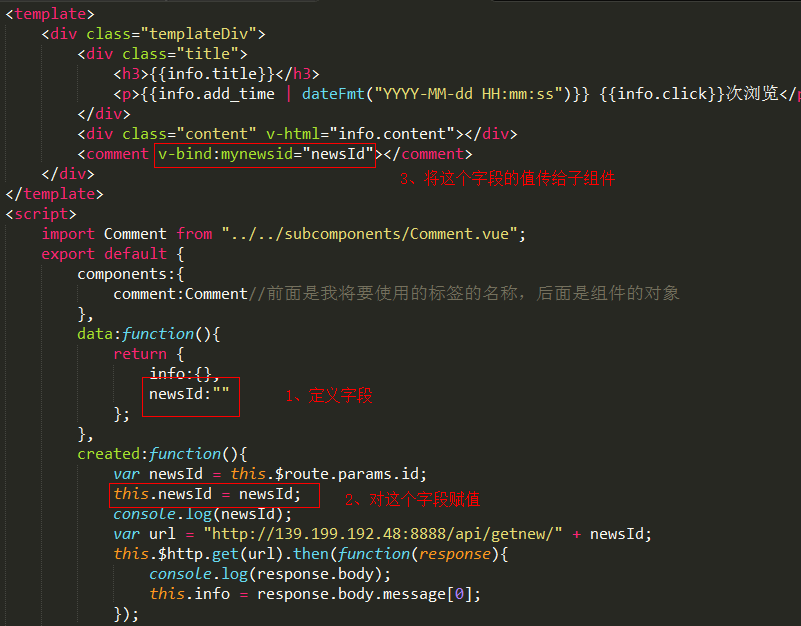 <template>
<div class="templateDiv">
<div class="title">
<h3>{{info.title}}</h3>
<p>{{info.add_time | dateFmt("YYYY-MM-dd HH:mm:ss")}} {{info.click}}次浏览</p
</div>
<div class="content" v-html="info.content"></div>
<comment v-bind:mynewsid="newsId"></comment>
</div>
3、将这个字段的值传给子组件
</template>
<script>
import Comment from "../../subcomponents/Comment.vue";
export default {
components:{
comment:Comment//前面是我将要使用的标签的名称，后面是组件的对象
},
data:function(){
return {
info:{},
newsId:"" 1、定义字段
};
},
created:function(){
var newsId = this.$route.params.id;
this.newsId = newsId; 2、对这个字段赋值
console.log(newsId);
var url = "http://139.199.192.48:8888/api/getnew/" + newsId;
this.$http.get(url).then(function(response){
console.log(response.body);
this.info = response.body.message[0];
});